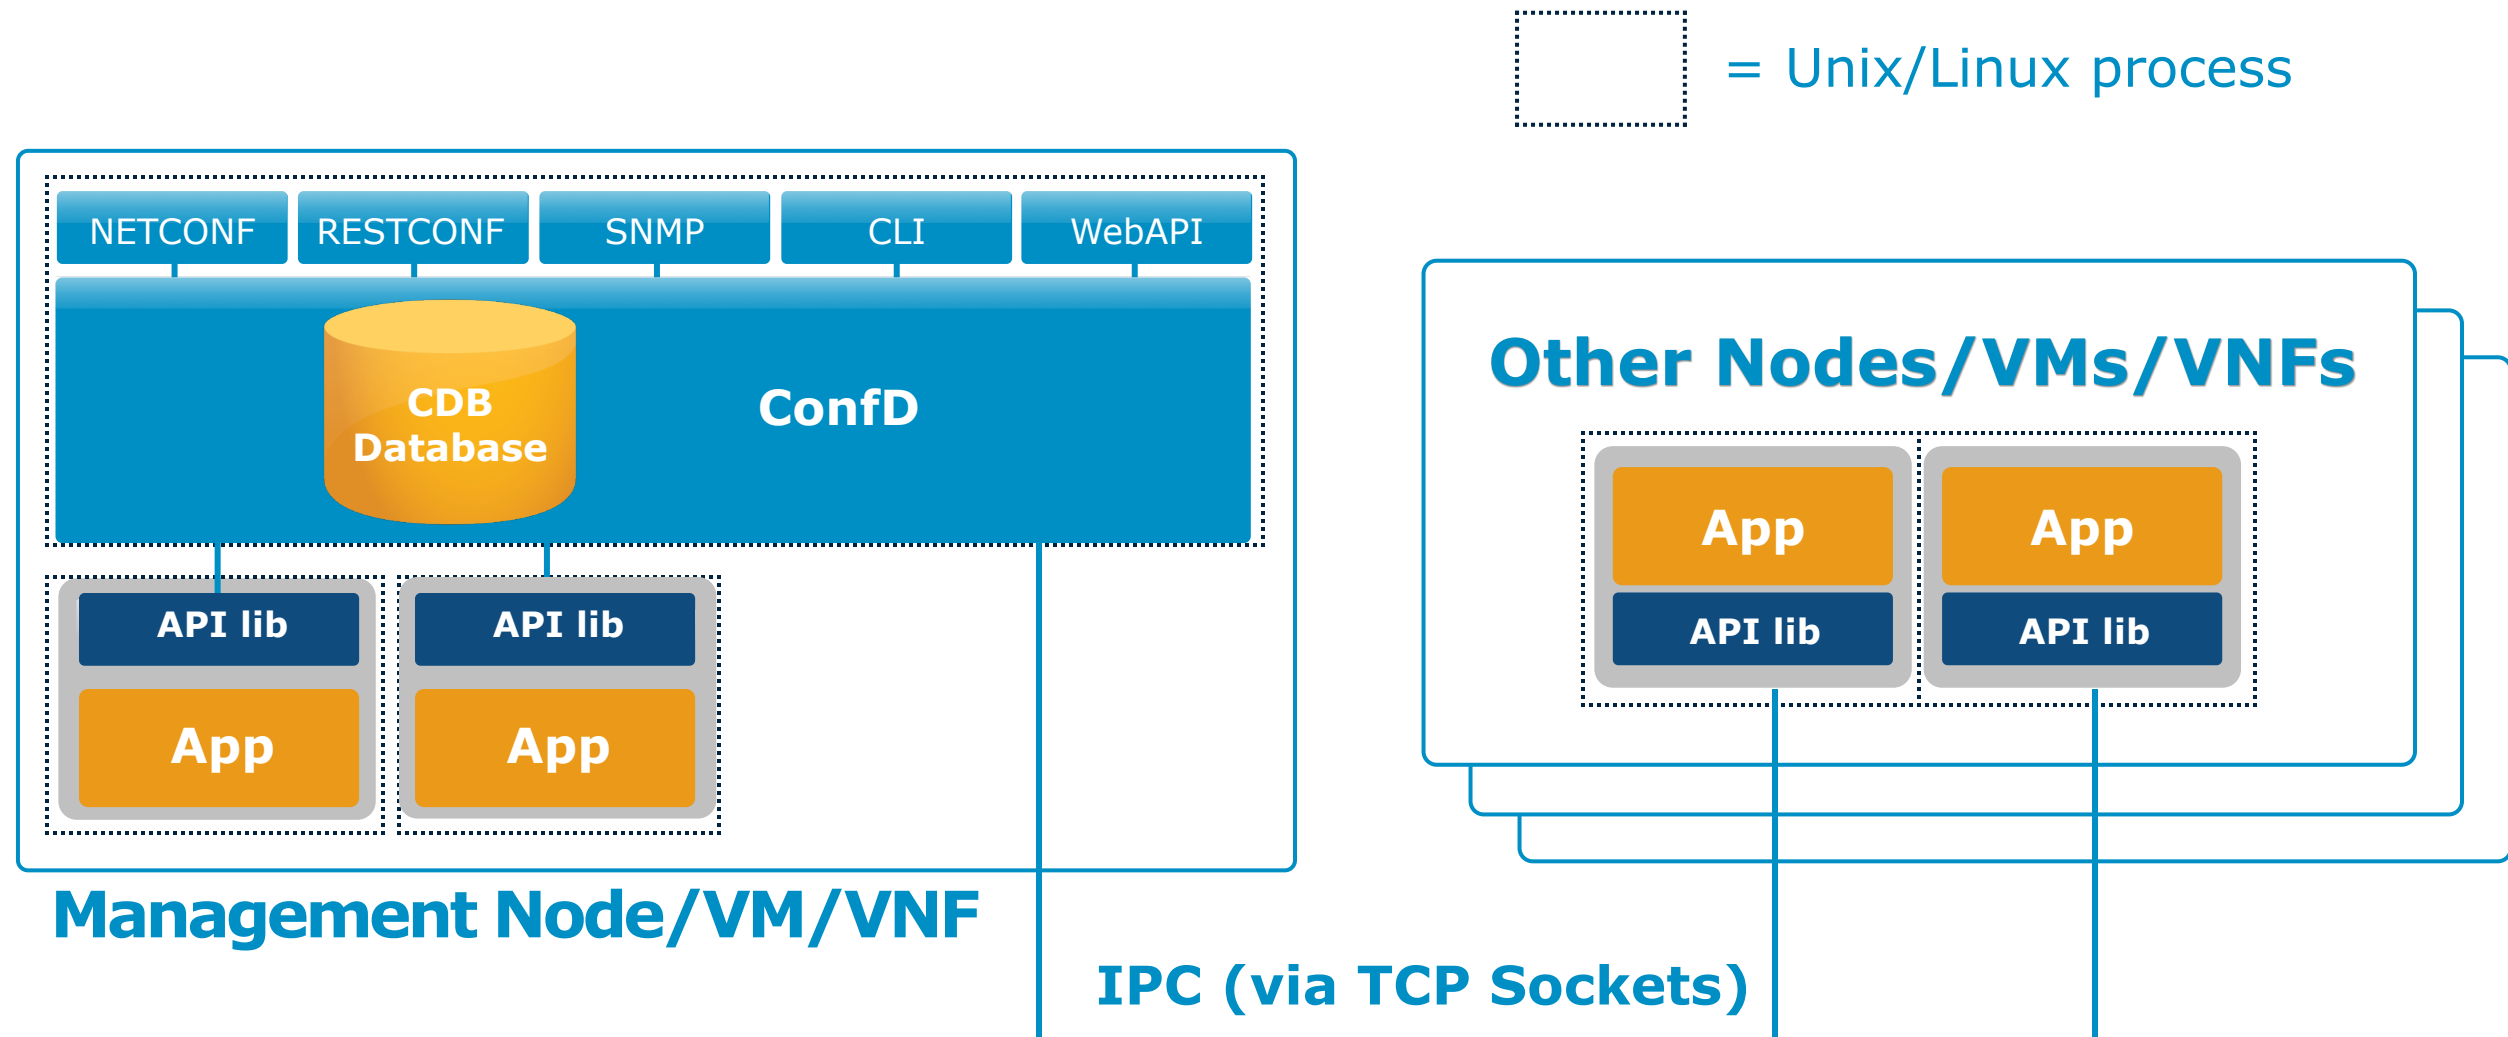 = Unix/Linux process
NETCONF
RESTCONF
SNMP
CLI
WebAPI
CDB
Database
ConfD
API lib
App
API lib
App
Management Node/VM/VNF
Other Nodes/VMs/VNFs
App
API lib
App
API lib
IPC (via TCP Sockets)